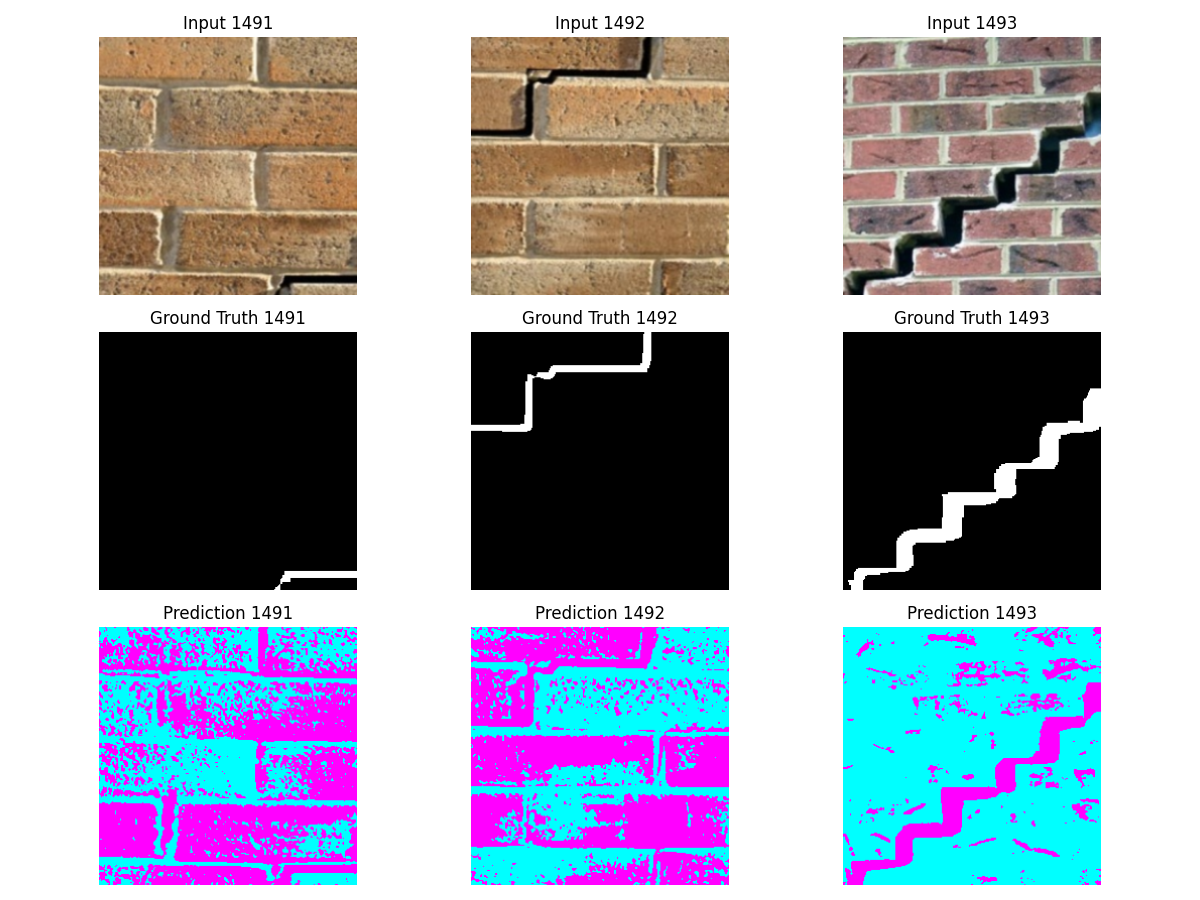 Input 1491
Input 1492
Input 1493
Ground Truth 1491
Ground Truth 1492
Ground Truth 1493
Prediction 1491
Prediction 1492
Prediction 1493